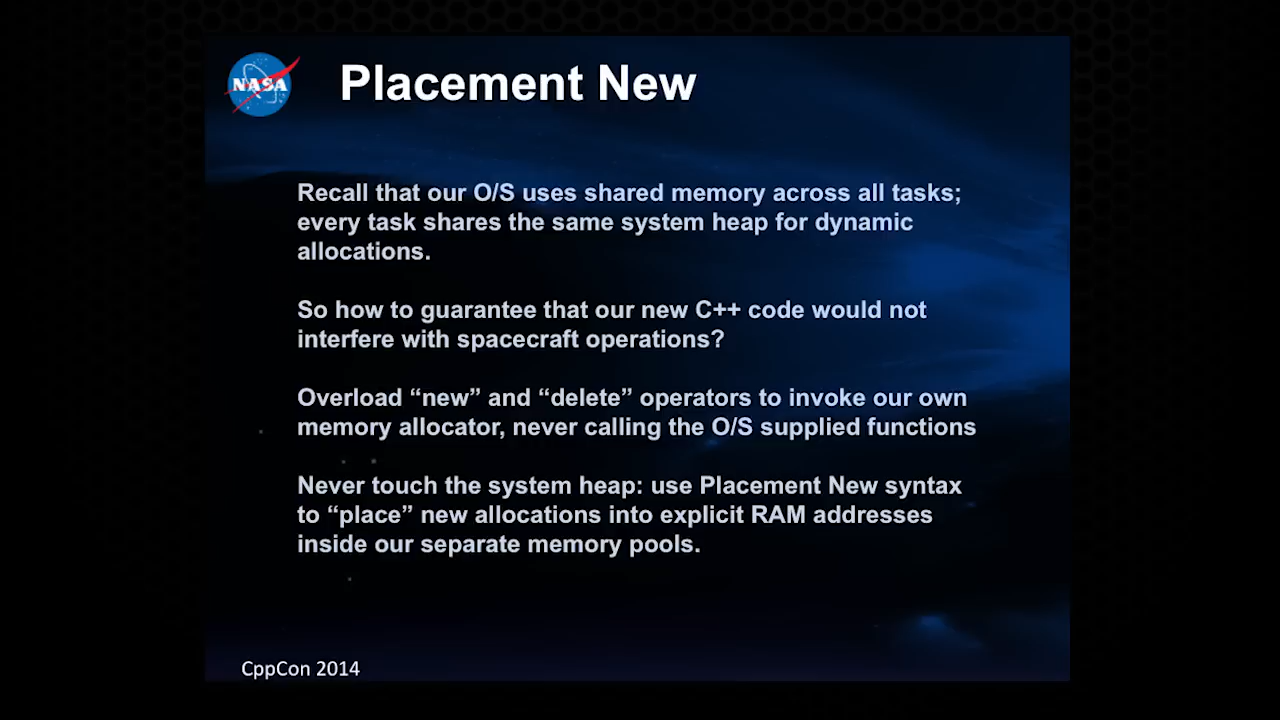 NASA
Placement New
Recall that our O/S uses shared memory across all tasks;
every task shares the same system heap for dynamic
allocations.
So how to guarantee that our new C++ code would not
interfere with spacecraft operations?
Overload “new” and “delete” operators to invoke our own
memory allocator, never calling the O/S supplied functions
Never touch the system heap: use Placement New syntax
to “place” new allocations into explicit RAM addresses
inside our separate memory pools.
CppCon 2014